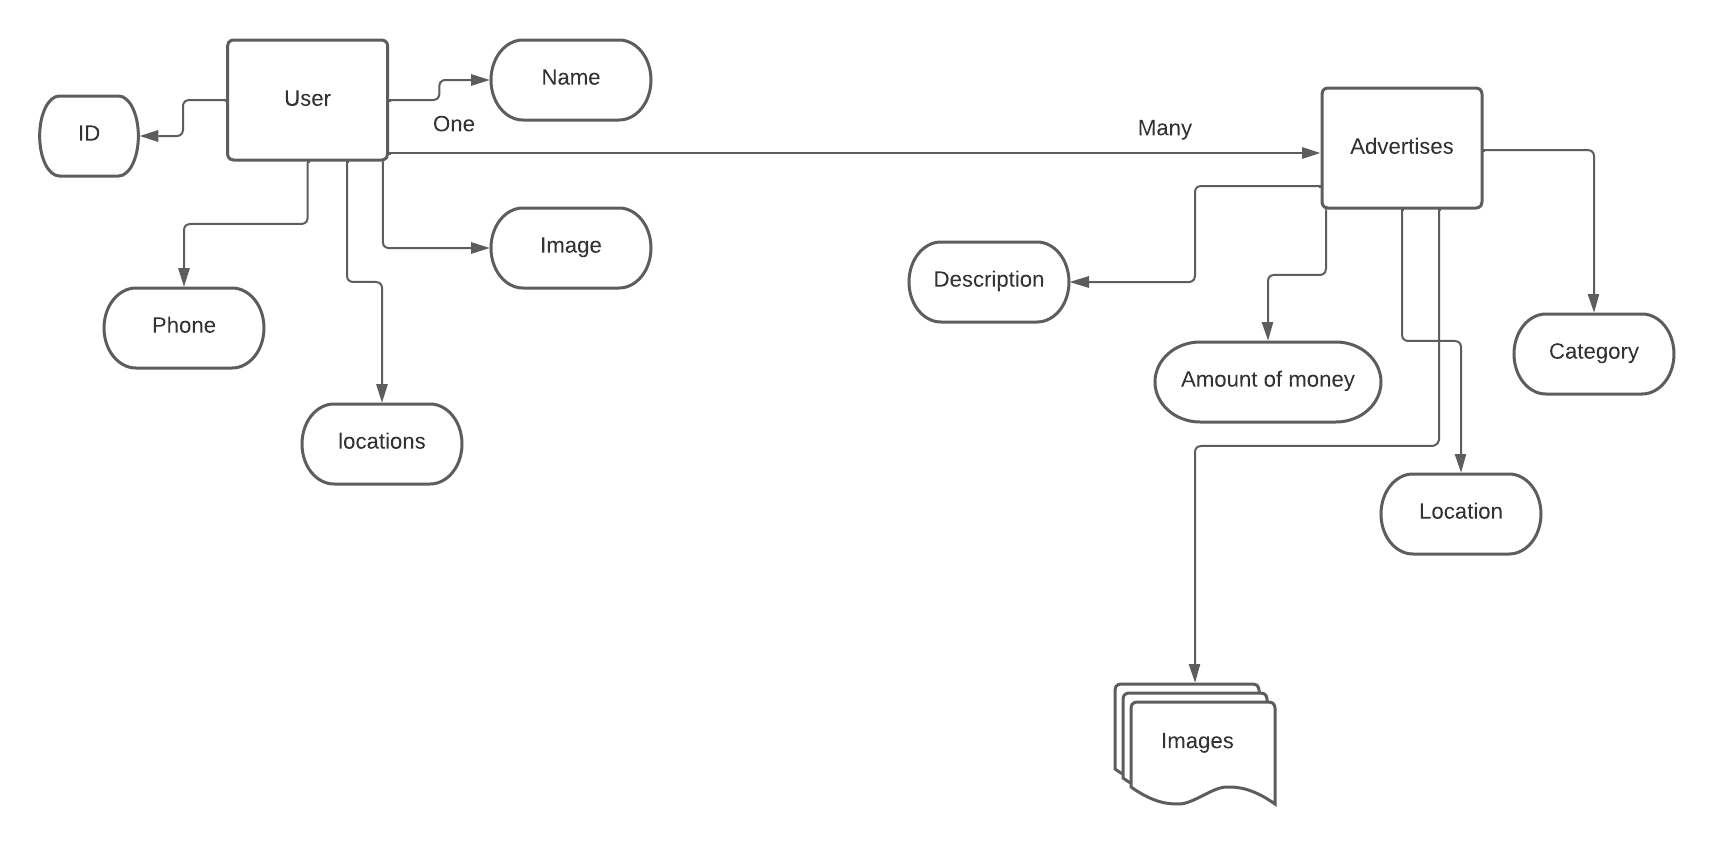 User
Name
ID
One
Many
Advertises
Image
Description
Phone
Category
Amount of money
locations
Location
Images